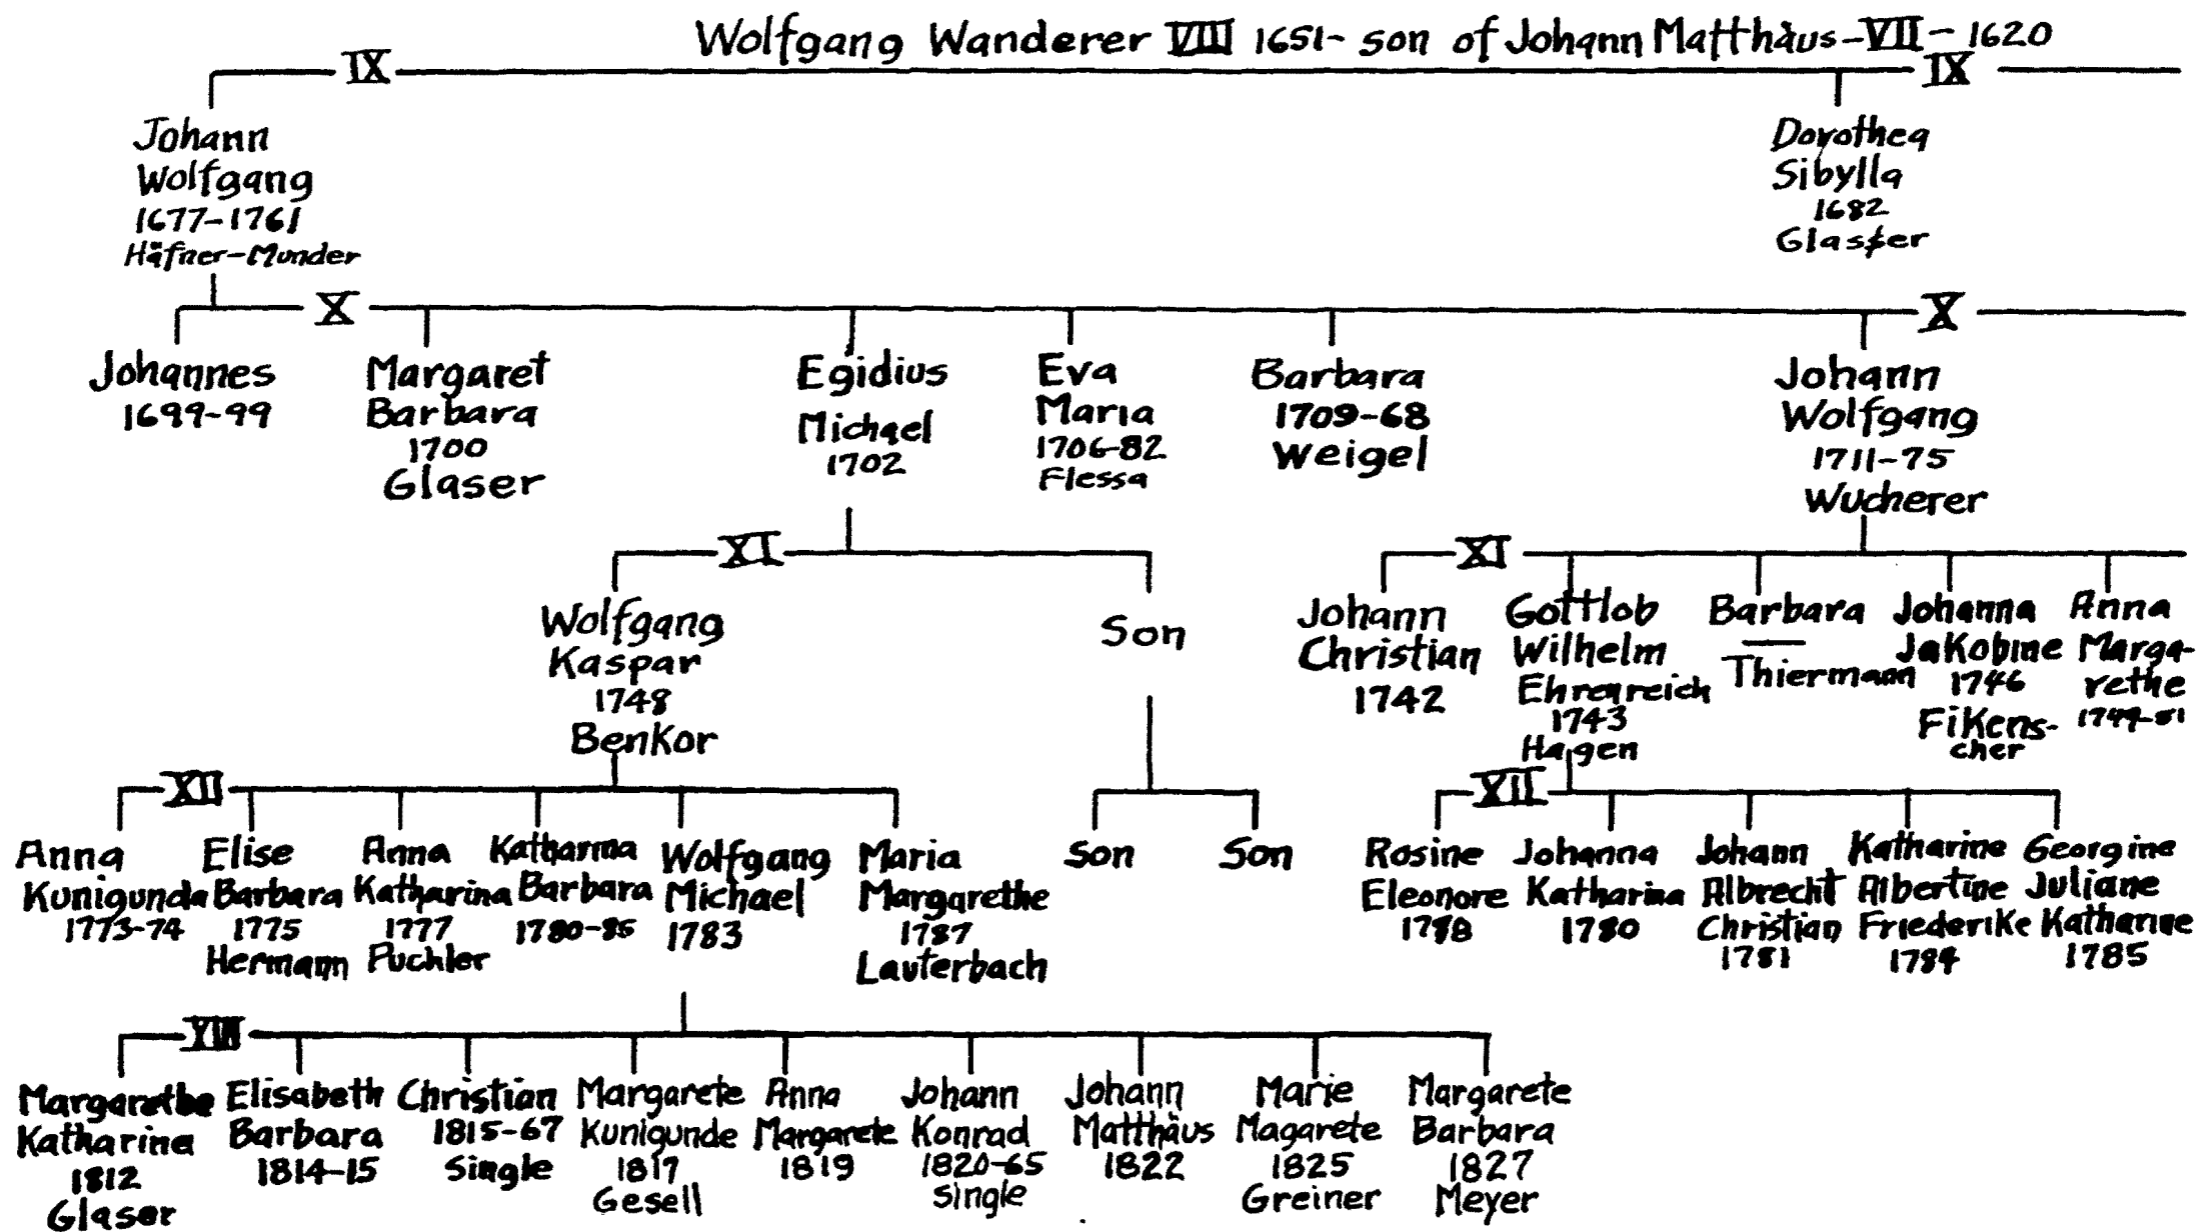 Wolfgang Wanderer VIII 1651- son of Johann Matthäus-VII- 1620
IX
IX
Johann
Wolfgang
1677-1761
Häfner-Munder
Dorothea
Sibylla
1682
Glaser
X
X
Johannes
1699-99
Margaret
Barbara
1700
Glaser
Egidius
Michael
1702
Eva
Maria
1706-82
Flessa
Barbara
1709-68
Weigel
Johann
Wolfgang
1711-75
Wucherer
XI
XI
Wolfgang
Kaspar
1748
Benkor
Son
Johann
Christian
1742
Gottlob
Wilhelm
Ehrenreich
1743
Hagen
Barbara
—
Thiermann
Johanna
Jakobine
1746
Fikens-
cher
Anna
Marga-
rethe
XII
XII
Anna
Kunigunda
1773-74
Elise
Barbara
1775
Hermann
Anna
Katharina
1777
Puchler
Katharina
Barbara
1780-85
Wolfgang
Michael
1783
Maria
Margarethe
1787
Lauterbach
Son
Son
Rosine
Eleonore
Johanna
Katharina
1780
Johann
Albrecht
Christian
1781
Katharine
Albertine
Friederike
1784
Georgine
Juliane
Katharine
1785
XIII
Margarethe
Katharina
1812
Glaser
Elisabeth
Barbara
1814-15
Christian
1815-67
Single
Margarete
Kunigunde
1817
Gesell
Anna
Margarete
1819
Johann
Konrad
1820-65
Single
Johann
Matthäus
1822
Marie
Magarete
1825
Greiner
Margarete
Barbara
1827
Meyer